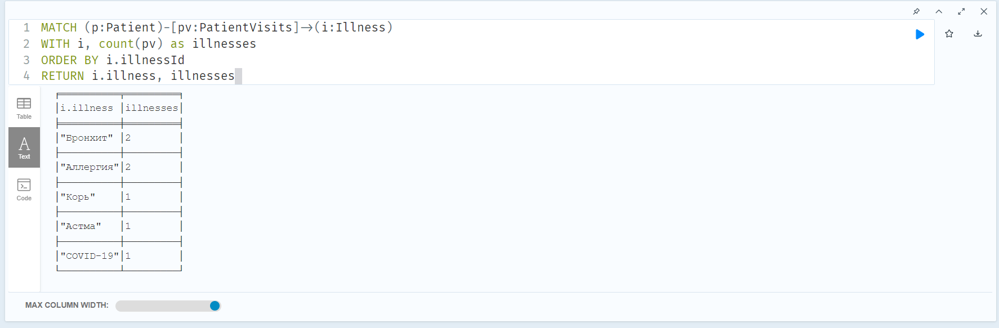 1 MATCH (p:Patient)-[pv:PatientVisits]->(i:Illness)
2 WITH i, count(pv) as illnesses
3 ORDER BY i.illnessId
4 RETURN i.illness, illnesses
Table
Text
Code
i.illness illnesses
"Бронхит" 2
"Аллергия" 2
"Корь" 1
"Астма" 1
"COVID-19" 1
MAX COLUMN WIDTH: